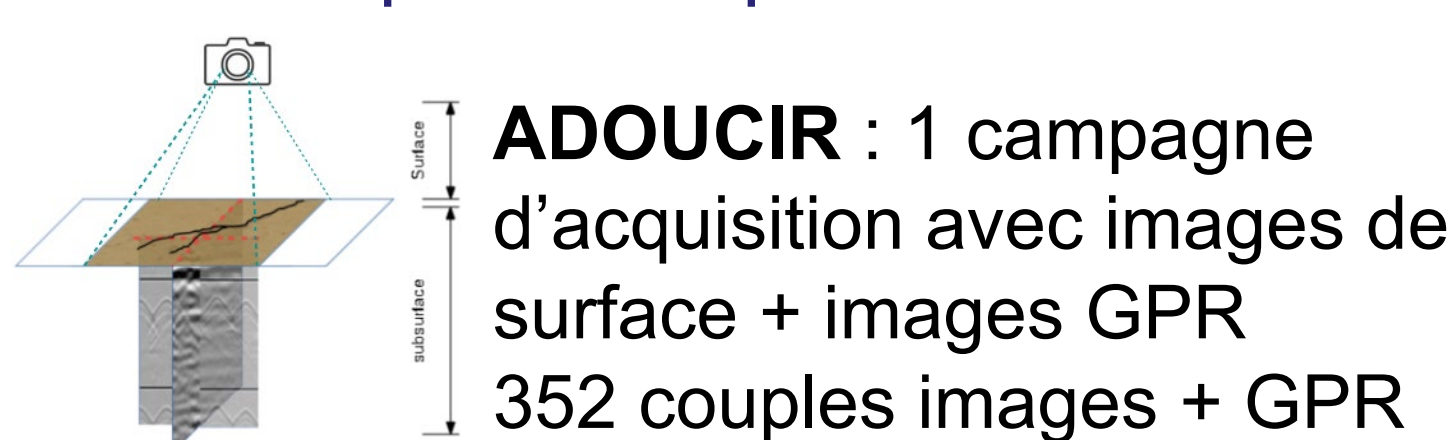 Surface
subsurface
ADOUCIR : 1 campagne
d’acquisition avec images de
surface + images GPR
352 couples images + GPR